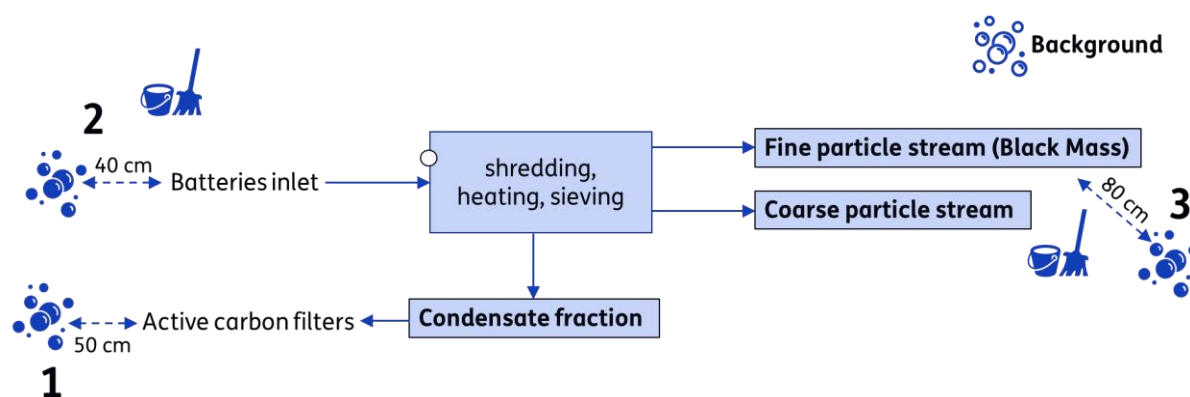 Background
2
40 cm
Batteries inlet
shredding,
heating, sieving
Fine particle stream (Black Mass)
Coarse particle stream
80 cm
3
Active carbon filters
50 cm
1
Condensate fraction